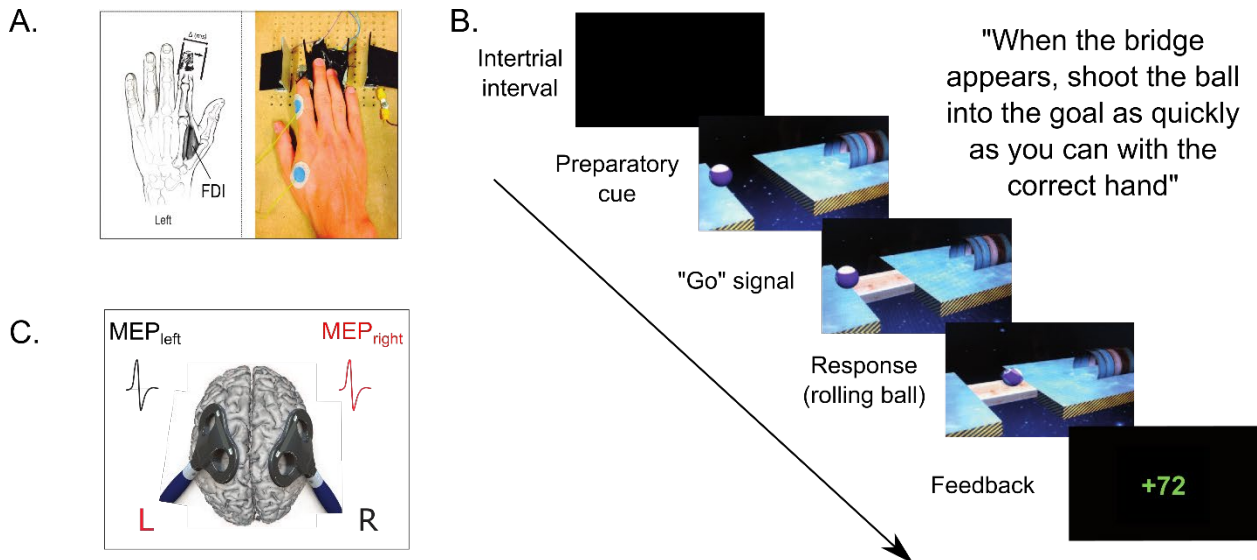 A.
Δ (mg)
FDI
Left
B.
Intertrial
interval
Preparatory
cue
"Go" signal
Response
(rolling ball)
Feedback
+72
"When the bridge
appears, shoot the ball
into the goal as quickly
as you can with the
correct hand"
C.
MEPleft
MEPright
L
R